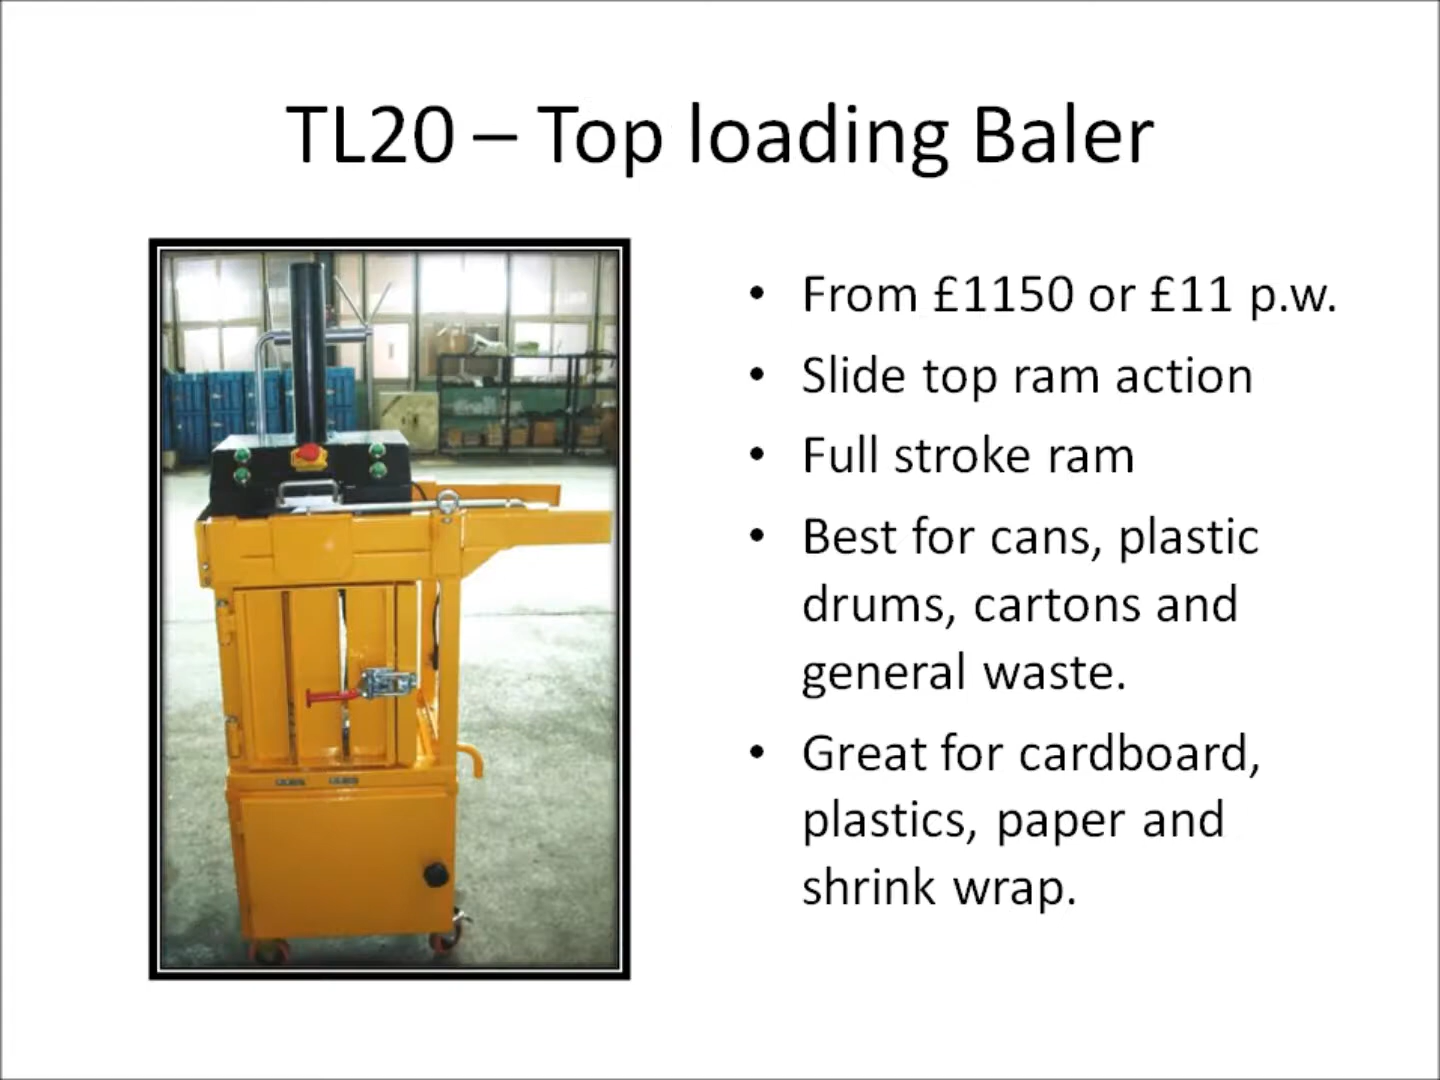 TL20 – Top loading Baler
• From £1150 or £11 p.w.
• Slide top ram action
• Full stroke ram
• Best for cans, plastic
drums, cartons and
general waste.
• Great for cardboard,
plastics, paper and
shrink wrap.